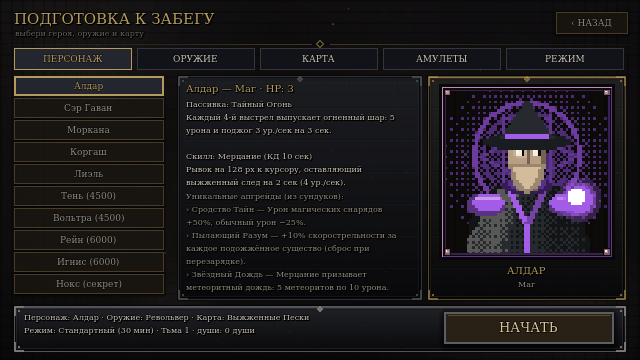 ПОДГОТОВКА К ЗАБЕГУ
выбери героя, оружие и карту
‹ НАЗАД
ПЕРСОНАЖ
ОРУЖИЕ
КАРТА
АМУЛЕТЫ
РЕЖИМ
Алдар
Сэр Гаван
Моркана
Коргаш
Лиэль
Тень (4500)
Вольтра (4500)
Рейн (6000)
Игнис (6000)
Нокс (секрет)
Алдар — Маг · HP: 3
Пассивка: Тайный Огонь
Каждый 4-й выстрел выпускает огненный шар: 5
урона и поджог 3 ур./сек на 3 сек.
Скилл: Мерцание (КД 10 сек)
Рывок на 128 px к курсору, оставляющий
выжженный след на 2 сек (4 ур./сек).
Уникальные апгрейды (из сундуков):
· Сродство Тайн — Урон магических снарядов
+50%, обычный урон −25%.
· Пылающий Разум — +10% скорострельности за
каждое подожжённое существо (сброс при
перезарядке).
· Звёздный Дождь — Мерцание призывает
метеоритный дождь: 5 метеоритов по 10 урона.
АЛДАР
Маг
Персонаж: Алдар · Оружие: Револьвер · Карта: Выжженные Пески
Режим: Стандартный (30 мин) · Тьма 1 · души: 0 души
НАЧАТЬ